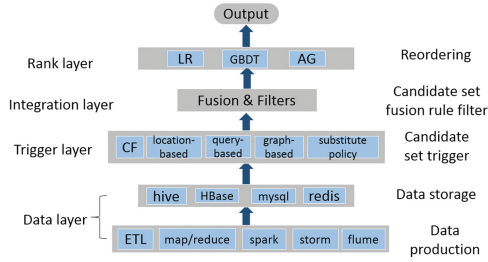 Output
Rank layer
LR
GBDT
AG
Reordering
Integration layer
Fusion & Filters
Candidate set
fusion rule filter
Trigger layer
CF
location-
based
query-
based
graph-
based
substitute
policy
Candidate
set trigger
Data layer
hive
HBase
mysql
redis
Data storage
ETL
map/reduce
spark
storm
flume
Data
production